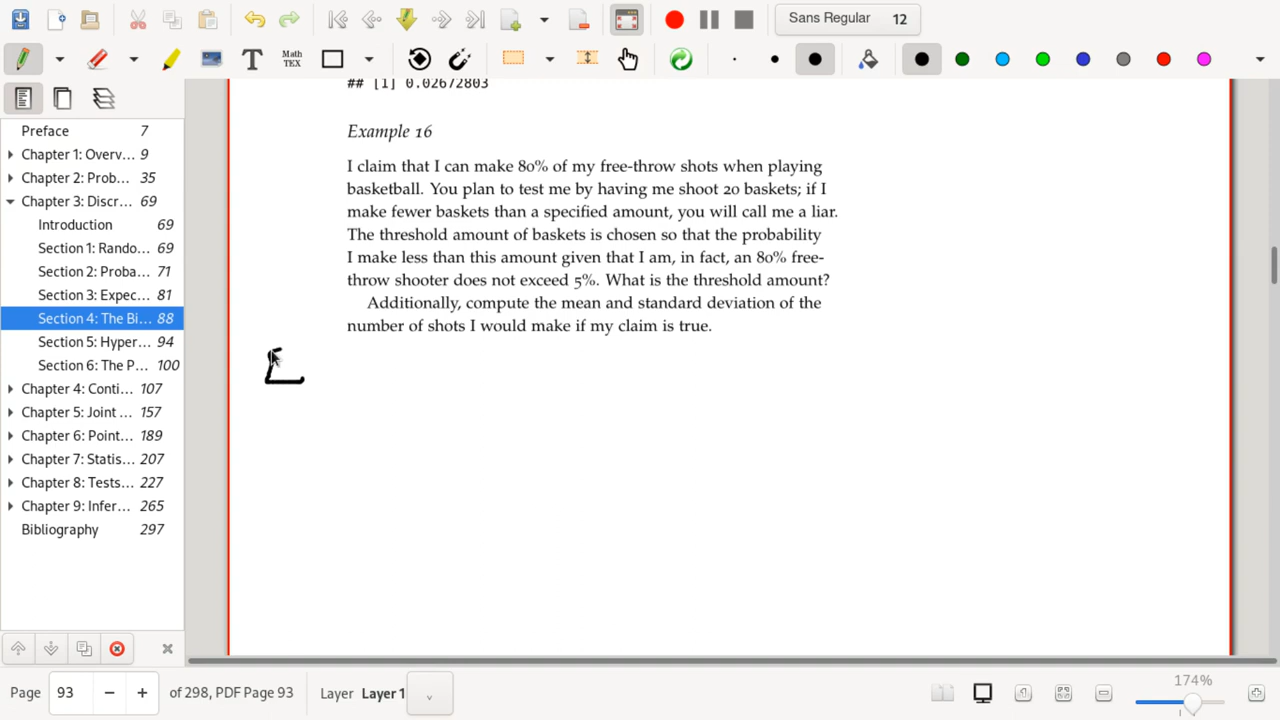 Sans Regular 12
Math
TEX
Preface 7
Chapter 1: Overv... 9
Chapter 2: Prob... 35
Chapter 3: Discr... 69
Introduction 69
Section 1: Rando... 69
Section 2: Proba... 71
Section 3: Expec... 81
Section 4: The Bi... 88
Section 5: Hyper... 94
Section 6: The P... 100
Chapter 4: Conti... 107
Chapter 5: Joint ... 157
Chapter 6: Point... 189
Chapter 7: Statis... 207
Chapter 8: Tests... 227
Chapter 9: Infer... 265
Bibliography 297
## [1] 0.02672803
Example 16
I claim that I can make 80% of my free-throw shots when playing
basketball. You plan to test me by having me shoot 20 baskets; if I
make fewer baskets than a specified amount, you will call me a liar.
The threshold amount of baskets is chosen so that the probability
I make less than this amount given that I am, in fact, an 80% free-
throw shooter does not exceed 5%. What is the threshold amount?
Additionally, compute the mean and standard deviation of the
number of shots I would make if my claim is true.
Page 93 of 298, PDF Page 93 Layer Layer 1 174%